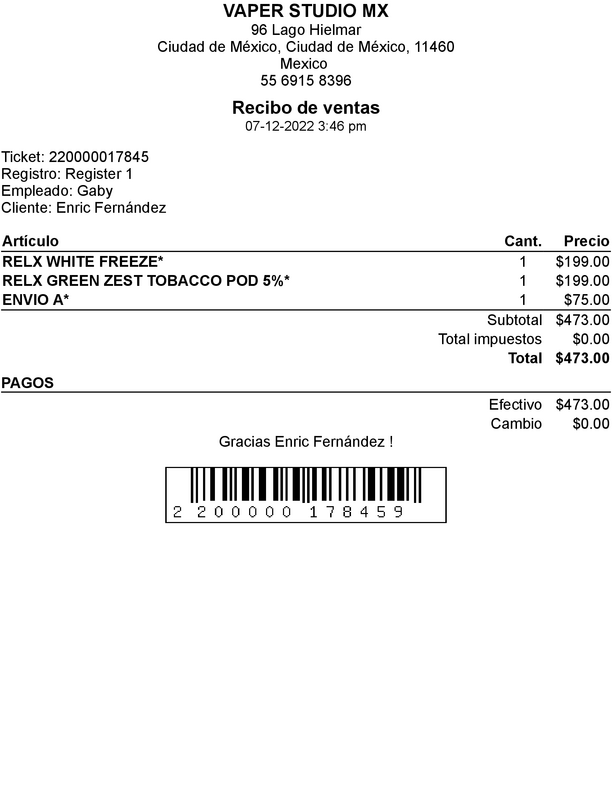 VAPER STUDIO MX
96 Lago Hielmar
Ciudad de México, Ciudad de México, 11460
Mexico
55 6915 8396
Recibo de ventas
07-12-2022 3:46 pm
Ticket: 220000017845
Registro: Register 1
Empleado: Gaby
Cliente: Enric Fernández
Artículo Cant. Precio
RELX WHITE FREEZE* 1 $199.00
RELX GREEN ZEST TOBACCO POD 5%* 1 $199.00
ENVIO A* 1 $75.00
Subtotal $473.00
Total impuestos $0.00
Total $473.00
PAGOS
Efectivo $473.00
Cambio $0.00
Gracias Enric Fernández !
2 200000 178459